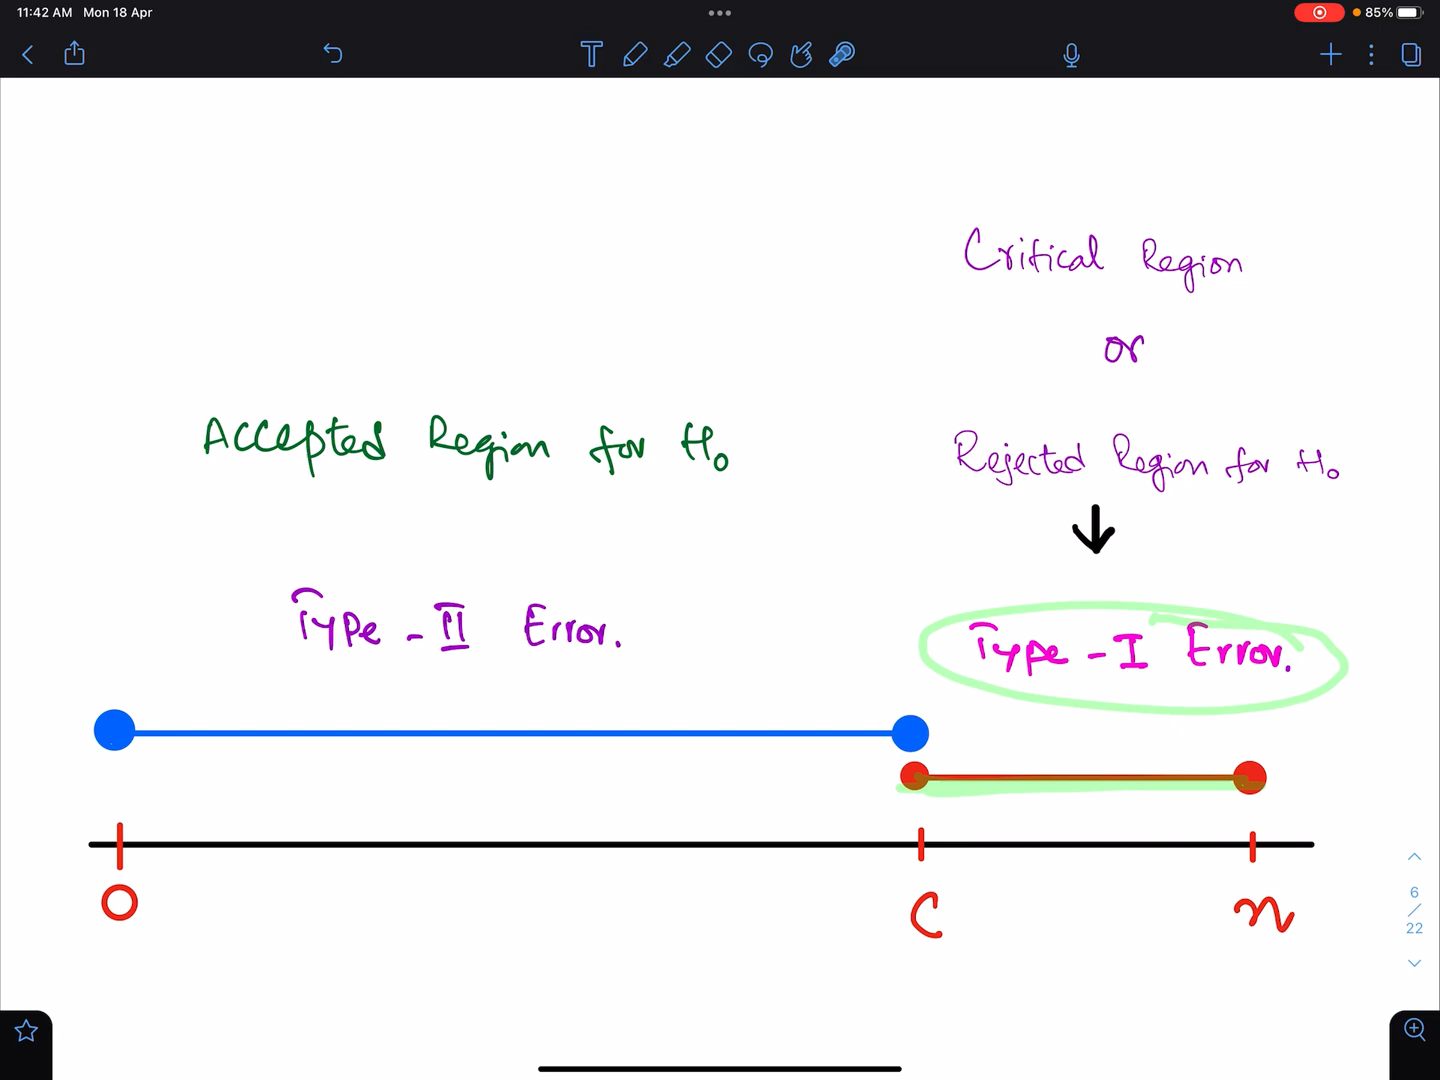 11:42 AM Mon 18 Apr
85%
Critical Region
or
Accepted Region for H₀
Rejected Region for H₀
Type - II Error.
Type - I Error.
O
C
n
6
/
22